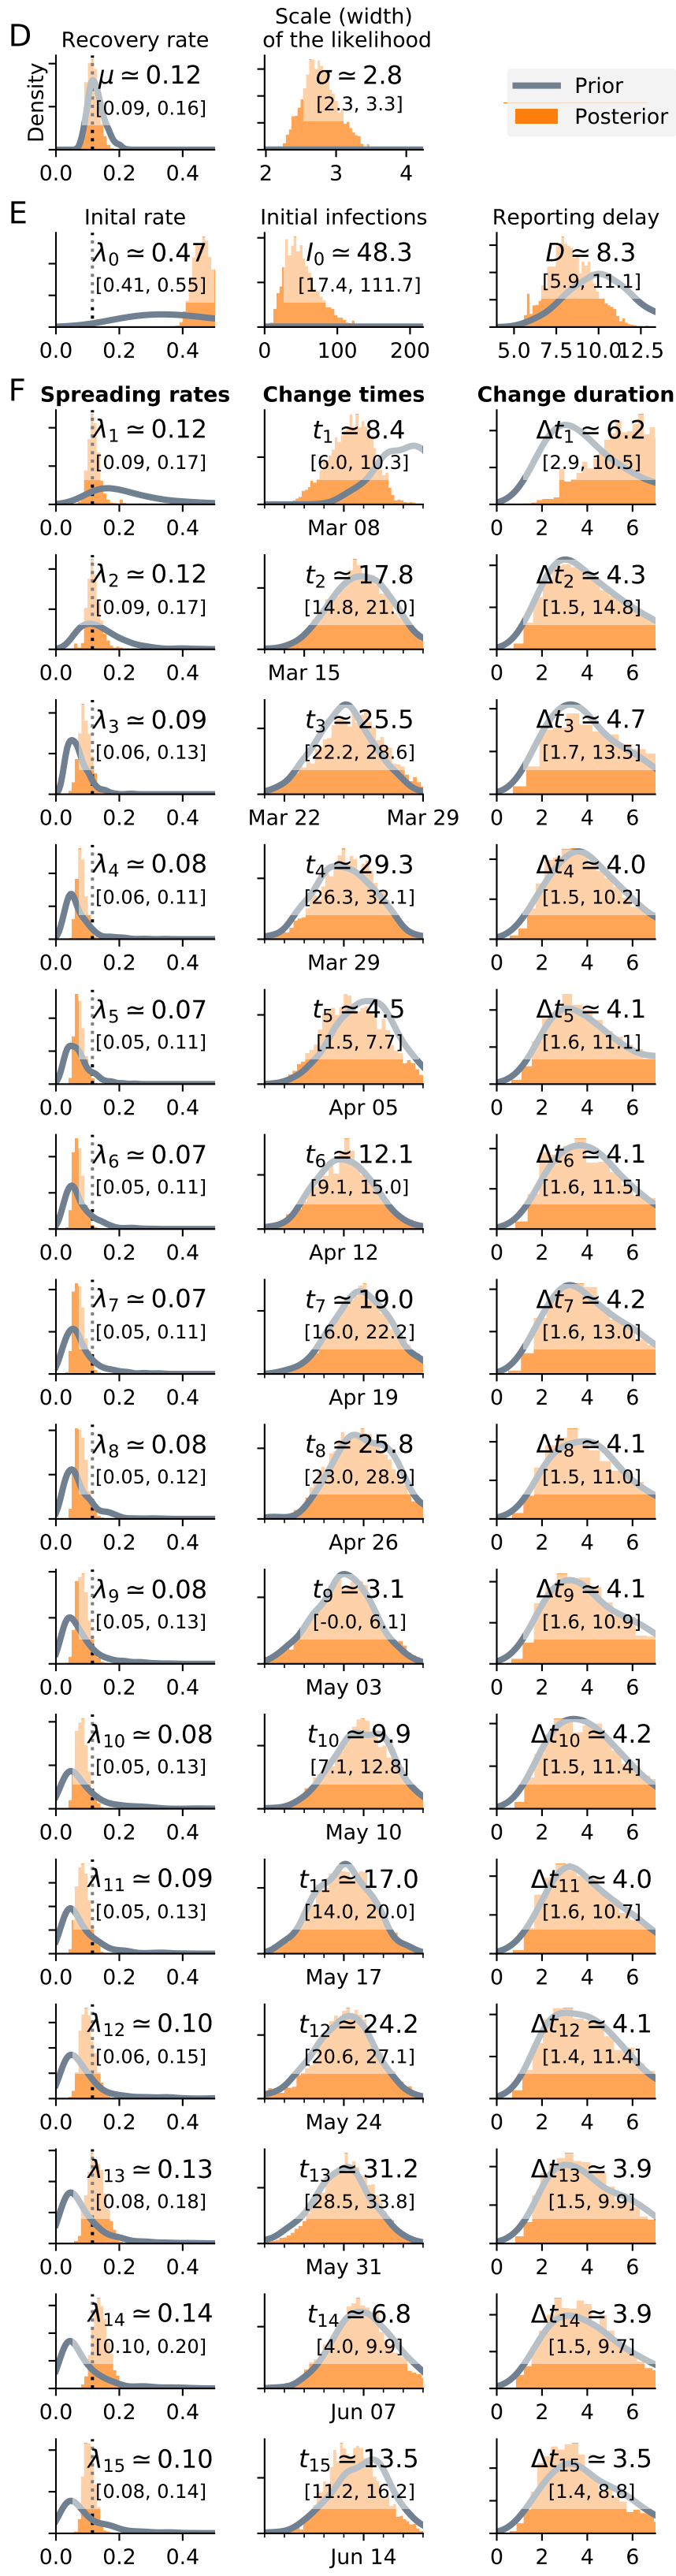 D
Recovery rate
Scale (width)
of the likelihood
Density
μ ≃ 0.12
[0.09, 0.16]
0.0 0.2 0.4
σ ≃ 2.8
[2.3, 3.3]
2 3 4
Prior
Posterior
E
Inital rate
λ0 ≃ 0.47
[0.41, 0.55]
0.0 0.2 0.4
Initial infections
I0 ≃ 48.3
[17.4, 111.7]
0 100 200
Reporting delay
D ≃ 8.3
[5.9, 11.1]
5.0 7.5 10.0 12.5
F
Spreading rates Change times Change duration
λ1 ≃ 0.12 t1 ≃ 8.4 Δt1 ≃ 6.2
[0.09, 0.17] [6.0, 10.3] [2.9, 10.5]
0.0 0.2 0.4 Mar 08 0 2 4 6
λ2 ≃ 0.12 t2 ≃ 17.8 Δt2 ≃ 4.3
[0.09, 0.17] [14.8, 21.0] [1.5, 14.8]
0.0 0.2 0.4 Mar 15 0 2 4 6
λ3 ≃ 0.09 t3 ≃ 25.5 Δt3 ≃ 4.7
[0.06, 0.13] [22.2, 28.6] [1.7, 13.5]
0.0 0.2 0.4 Mar 22 Mar 29 0 2 4 6
λ4 ≃ 0.08 t4 ≃ 29.3 Δt4 ≃ 4.0
[0.06, 0.11] [26.3, 32.1] [1.5, 10.2]
0.0 0.2 0.4 Mar 29 0 2 4 6
λ5 ≃ 0.07 t5 ≃ 4.5 Δt5 ≃ 4.1
[0.05, 0.11] [1.5, 7.7] [1.6, 11.1]
0.0 0.2 0.4 Apr 05 0 2 4 6
λ6 ≃ 0.07 t6 ≃ 12.1 Δt6 ≃ 4.1
[0.05, 0.11] [9.1, 15.0] [1.6, 11.5]
0.0 0.2 0.4 Apr 12 0 2 4 6
λ7 ≃ 0.07 t7 ≃ 19.0 Δt7 ≃ 4.2
[0.05, 0.11] [16.0, 22.2] [1.6, 13.0]
0.0 0.2 0.4 Apr 19 0 2 4 6
λ8 ≃ 0.08 t8 ≃ 25.8 Δt8 ≃ 4.1
[0.05, 0.12] [23.0, 28.9] [1.5, 11.0]
0.0 0.2 0.4 Apr 26 0 2 4 6
λ9 ≃ 0.08 t9 ≃ 3.1 Δt9 ≃ 4.1
[0.05, 0.13] [-0.0, 6.1] [1.6, 10.9]
0.0 0.2 0.4 May 03 0 2 4 6
λ10 ≃ 0.08 t10 ≃ 9.9 Δt10 ≃ 4.2
[0.05, 0.13] [7.1, 12.8] [1.5, 11.4]
0.0 0.2 0.4 May 10 0 2 4 6
λ11 ≃ 0.09 t11 ≃ 17.0 Δt11 ≃ 4.0
[0.05, 0.13] [14.0, 20.0] [1.6, 10.7]
0.0 0.2 0.4 May 17 0 2 4 6
λ12 ≃ 0.10 t12 ≃ 24.2 Δt12 ≃ 4.1
[0.06, 0.15] [20.6, 27.1] [1.4, 11.4]
0.0 0.2 0.4 May 24 0 2 4 6
λ13 ≃ 0.13 t13 ≃ 31.2 Δt13 ≃ 3.9
[0.08, 0.18] [28.5, 33.8] [1.5, 9.9]
0.0 0.2 0.4 May 31 0 2 4 6
λ14 ≃ 0.14 t14 ≃ 6.8 Δt14 ≃ 3.9
[0.10, 0.20] [4.0, 9.9] [1.5, 9.7]
0.0 0.2 0.4 Jun 07 0 2 4 6
λ15 ≃ 0.10 t15 ≃ 13.5 Δt15 ≃ 3.5
[0.08, 0.14] [11.2, 16.2] [1.4, 8.8]
0.0 0.2 0.4 Jun 14 0 2 4 6